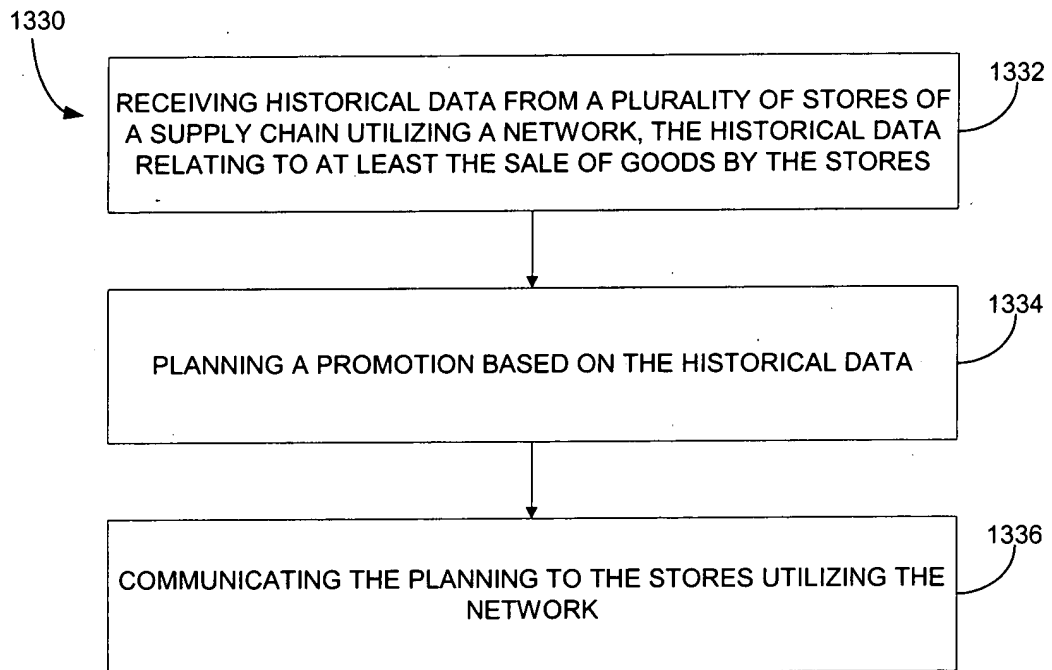 1330
1332
RECEIVING HISTORICAL DATA FROM A PLURALITY OF STORES OF
A SUPPLY CHAIN UTILIZING A NETWORK, THE HISTORICAL DATA
RELATING TO AT LEAST THE SALE OF GOODS BY THE STORES
1334
PLANNING A PROMOTION BASED ON THE HISTORICAL DATA
1336
COMMUNICATING THE PLANNING TO THE STORES UTILIZING THE
NETWORK